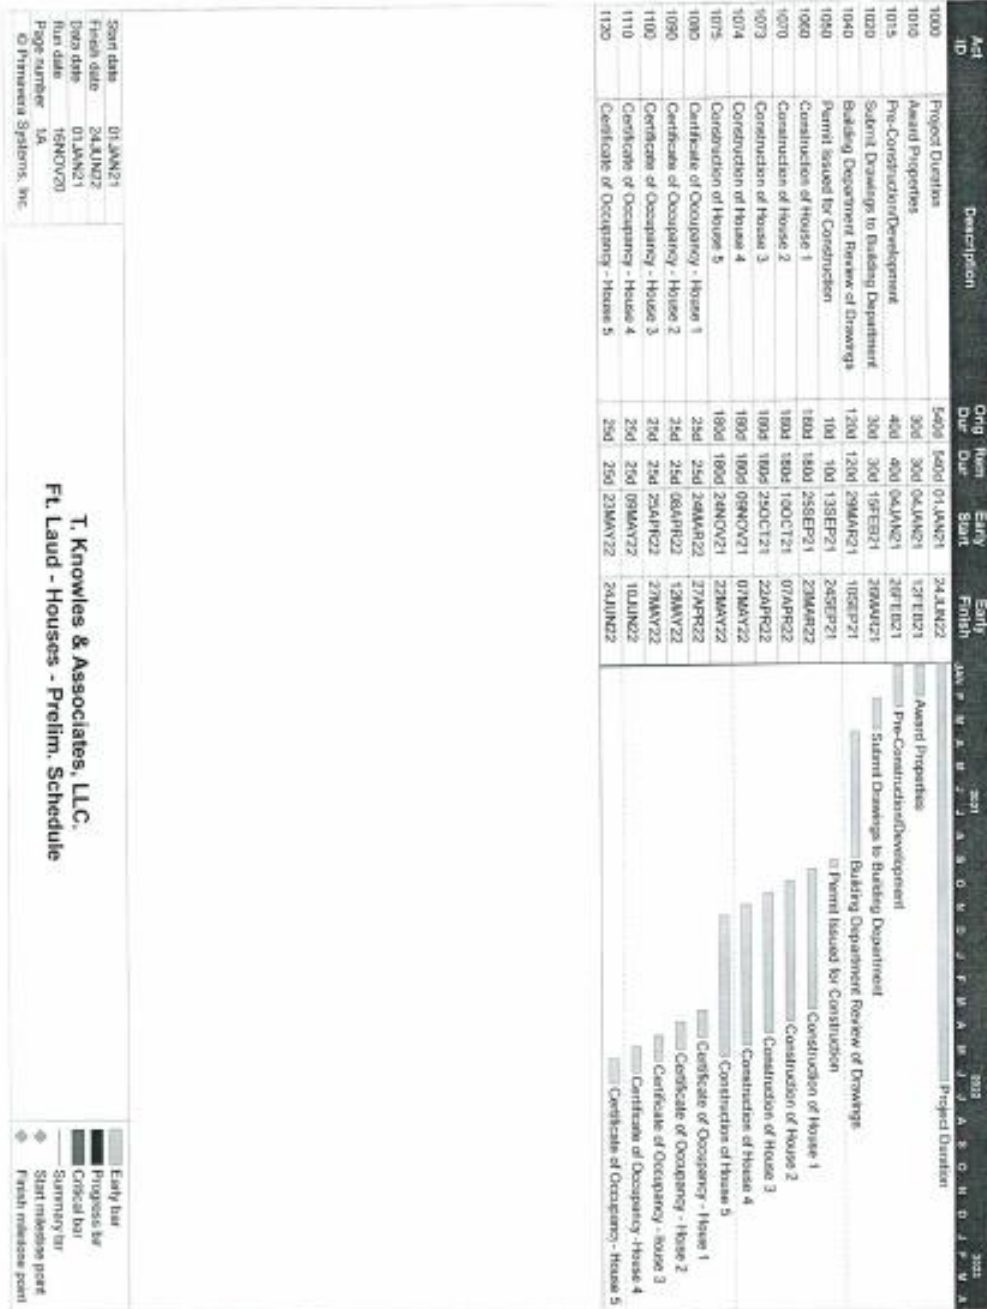 Act ID Description Orig Dur Rem Dur Early Start Early Finish
2021 2022 2023
JAN F M A M J J A S O N D J F M A M J J A S O N D J F M A
1000 Project Duration 540d 540d 01JAN21 24JUN22 Project Duration
1010 Award Properties 30d 30d 04JAN21 12FEB21 Award Properties
1015 Pre-Construction/Development 40d 40d 04JAN21 26FEB21 Pre-Construction/Development
1020 Submit Drawings to Building Department 30d 30d 15FEB21 26MAR21 Submit Drawings to Building Department
1040 Building Department Review of Drawings 120d 120d 29MAR21 10SEP21 Building Department Review of Drawings
1050 Permit Issued for Construction 10d 10d 13SEP21 24SEP21 Permit Issued for Construction
1060 Construction of House 1 180d 180d 25SEP21 23MAR22 Construction of House 1
1070 Construction of House 2 180d 180d 10OCT21 07APR22 Construction of House 2
1073 Construction of House 3 180d 180d 25OCT21 22APR22 Construction of House 3
1074 Construction of House 4 180d 180d 09NOV21 07MAY22 Construction of House 4
1075 Construction of House 5 180d 180d 24NOV21 22MAY22 Construction of House 5
1080 Certificate of Occupancy - House 1 25d 25d 24MAR22 27APR22 Certificate of Occupancy - House 1
1090 Certificate of Occupancy - House 2 25d 25d 08APR22 12MAY22 Certificate of Occupancy - House 2
1100 Certificate of Occupancy - House 3 25d 25d 25APR22 27MAY22 Certificate of Occupancy - House 3
1110 Certificate of Occupancy - House 4 25d 25d 09MAY22 10JUN22 Certificate of Occupancy -House 4
1120 Certificate of Occupancy - House 5 25d 25d 23MAY22 24JUN22 Certificate of Occupancy - House 5
Start date 01JAN21
Finish date 24JUN22
Data date 01JAN21
Run date 16NOV20
Page number 1A
© Primavera Systems, Inc.
T. Knowles & Associates, LLC.
Ft. Laud - Houses - Prelim. Schedule
Early bar
Progress bar
Critical bar
Summary bar
Start milestone point
Finish milestone point